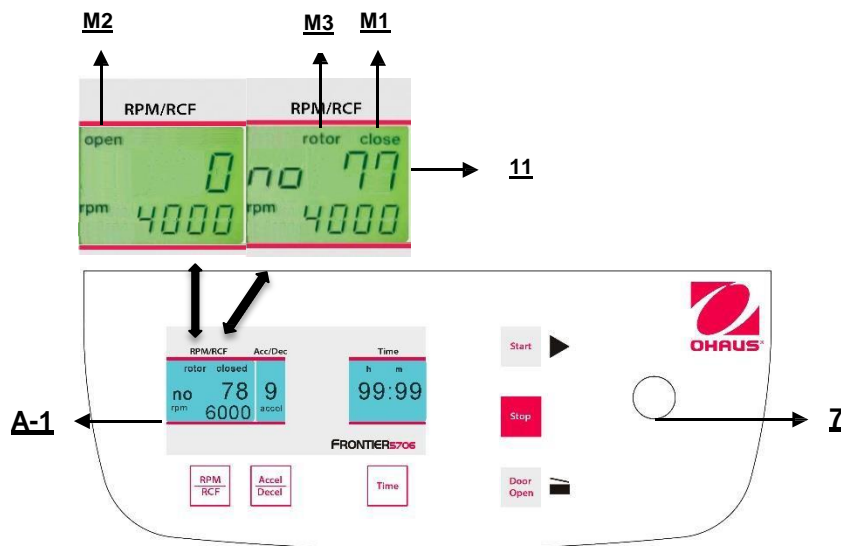 M2 M3 M1
RPM/RCF RPM/RCF
open rotor close
0 no 77
11
rpm 4000 rpm 4000
OHAUS
RPM/RCF Acc/Dec Time
rotor closed h m
no 78 9 99:99
rpm 6000 accel
Start
Stop
A-1
7
FRONTIER5706
RPM
RCF
Accel
Decel
Time
Door
Open